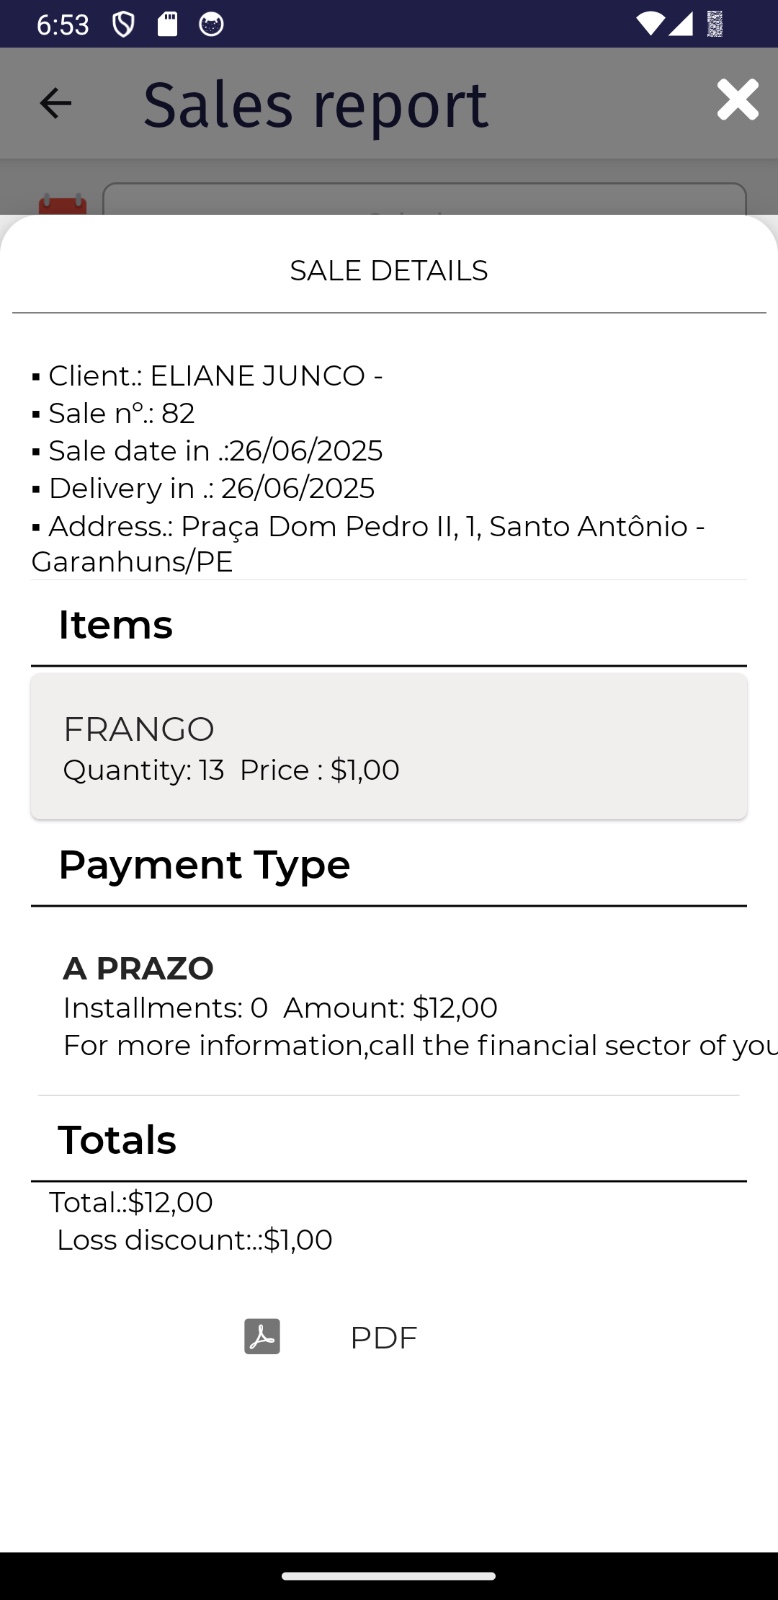 6:53
Sales report
SALE DETAILS
▪ Client.: ELIANE JUNCO -
▪ Sale nº.: 82
▪ Sale date in .:26/06/2025
▪ Delivery in .: 26/06/2025
▪ Address.: Praça Dom Pedro II, 1, Santo Antônio -
Garanhuns/PE
Items
FRANGO
Quantity: 13 Price : $1,00
Payment Type
A PRAZO
Installments: 0 Amount: $12,00
For more information,call the financial sector of you
Totals
Total.:$12,00
Loss discount:.:$1,00
PDF